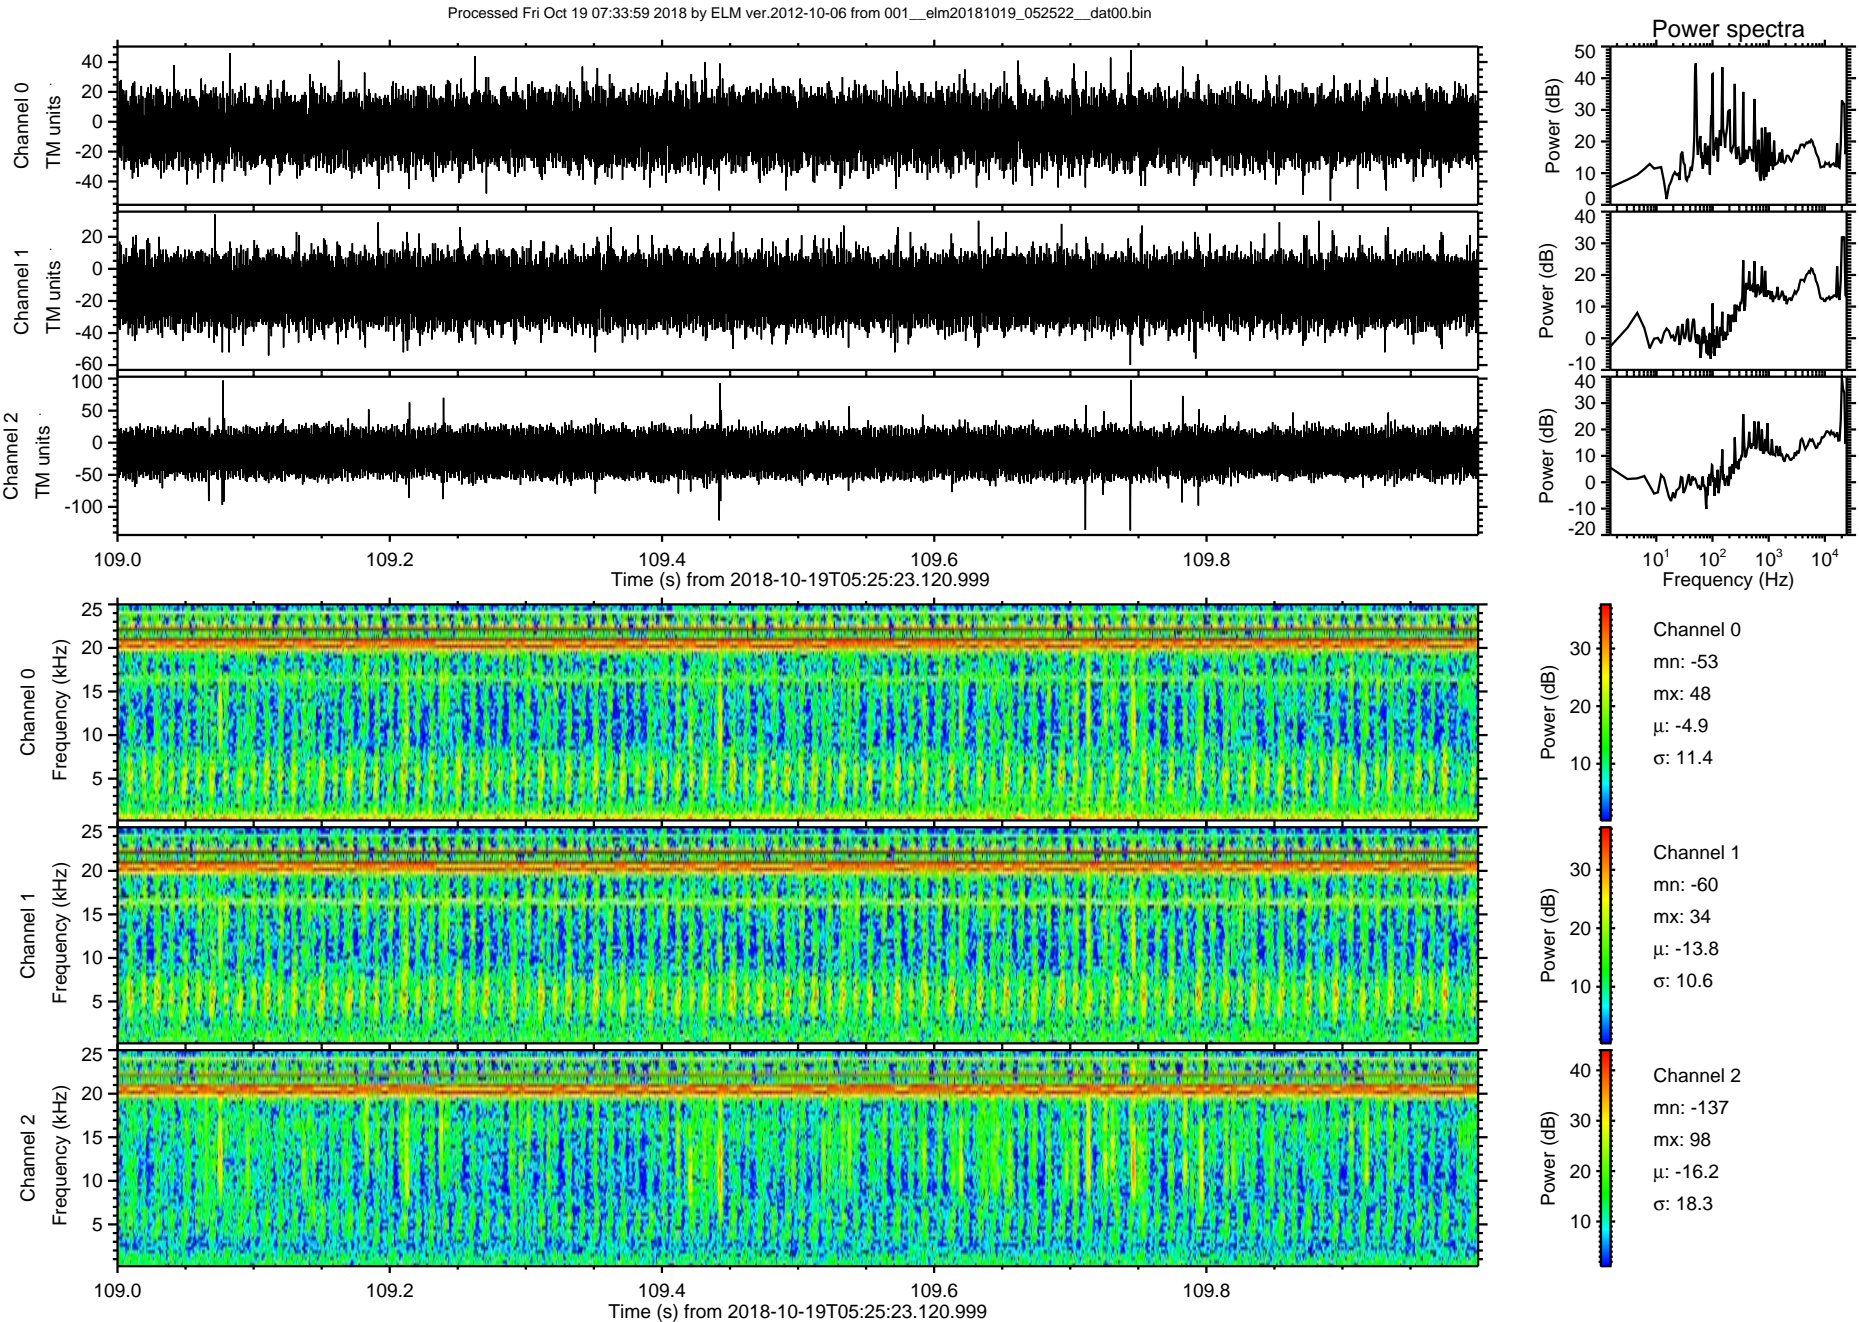 Processed Fri Oct 19 07:33:59 2018 by ELM ver.2012-10-06 from 001__elm20181019_052522__dat00.bin
Power spectra
Channel 0
TM units
40
20
0
-20
-40
Power (dB)
50
40
30
20
10
0
Channel 1
TM units
20
0
-20
-40
-60
Power (dB)
40
30
20
10
0
-10
Channel 2
TM units
100
50
0
-50
-100
Power (dB)
40
30
20
10
0
-10
-20
109.0 109.2 109.4 109.6 109.8
Time (s) from 2018-10-19T05:25:23.120.999
10^1 10^2 10^3 10^4
Frequency (Hz)
Channel 0
Frequency (kHz)
25
20
15
10
5
Power (dB)
30
20
10
Channel 0
mn: -53
mx: 48
μ: -4.9
σ: 11.4
Channel 1
Frequency (kHz)
25
20
15
10
5
Power (dB)
30
20
10
Channel 1
mn: -60
mx: 34
μ: -13.8
σ: 10.6
Channel 2
Frequency (kHz)
25
20
15
10
5
Power (dB)
40
30
20
10
Channel 2
mn: -137
mx: 98
μ: -16.2
σ: 18.3
109.0 109.2 109.4 109.6 109.8
Time (s) from 2018-10-19T05:25:23.120.999